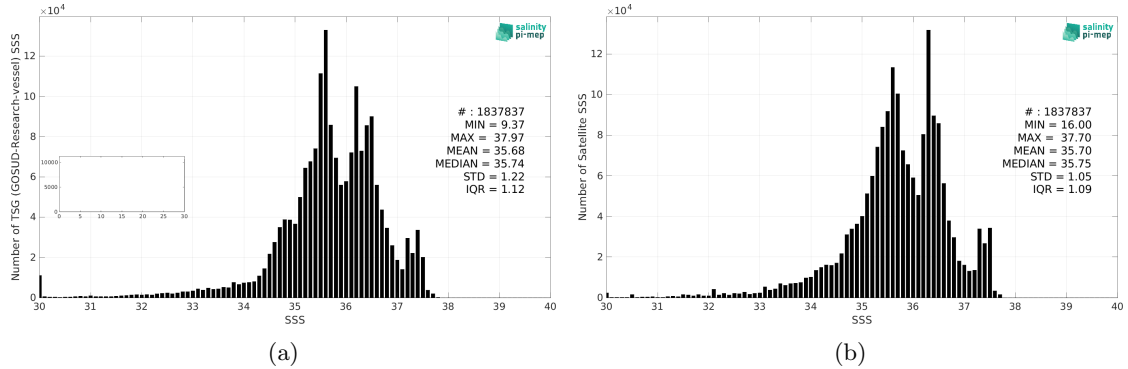 ×10⁴
salinity
pi-mep
Number of TSG (GOSUD-Research-vessel) SSS
12
10
8
6
4
2
0
# : 1837837
MIN = 9.37
MAX = 37.97
MEAN = 35.68
MEDIAN = 35.74
STD = 1.22
IQR = 1.12
10000
5000
0
0 5 10 15 20 25 30
30 31 32 33 34 35 36 37 38 39 40
SSS
(a)
×10⁴
salinity
pi-mep
Number of Satellite SSS
12
10
8
6
4
2
0
# : 1837837
MIN = 16.00
MAX = 37.70
MEAN = 35.70
MEDIAN = 35.75
STD = 1.05
IQR = 1.09
30 31 32 33 34 35 36 37 38 39 40
SSS
(b)